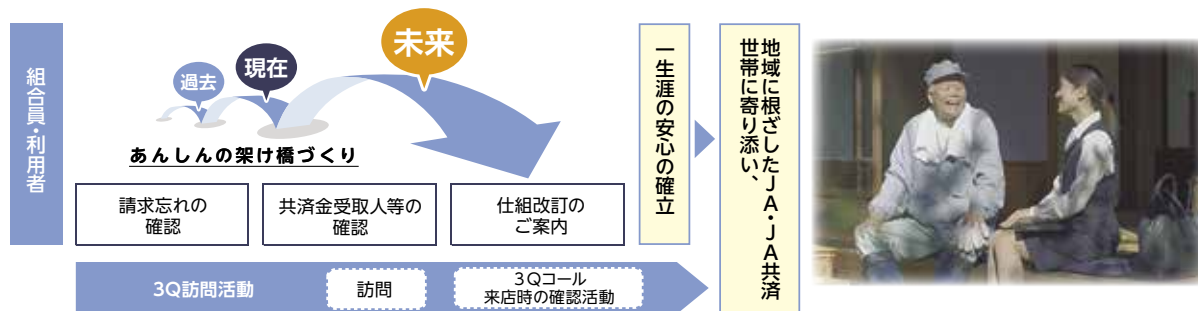 組合員・利用者
過去
現在
未来
あんしんの架け橋づくり
請求忘れの
確認
共済金受取人等の
確認
仕組改訂の
ご案内
3Q訪問活動
訪問
3Qコール
来店時の確認活動
一生涯の安心の確立
地域に根ざしたJA・JA共済
世帯に寄り添い、